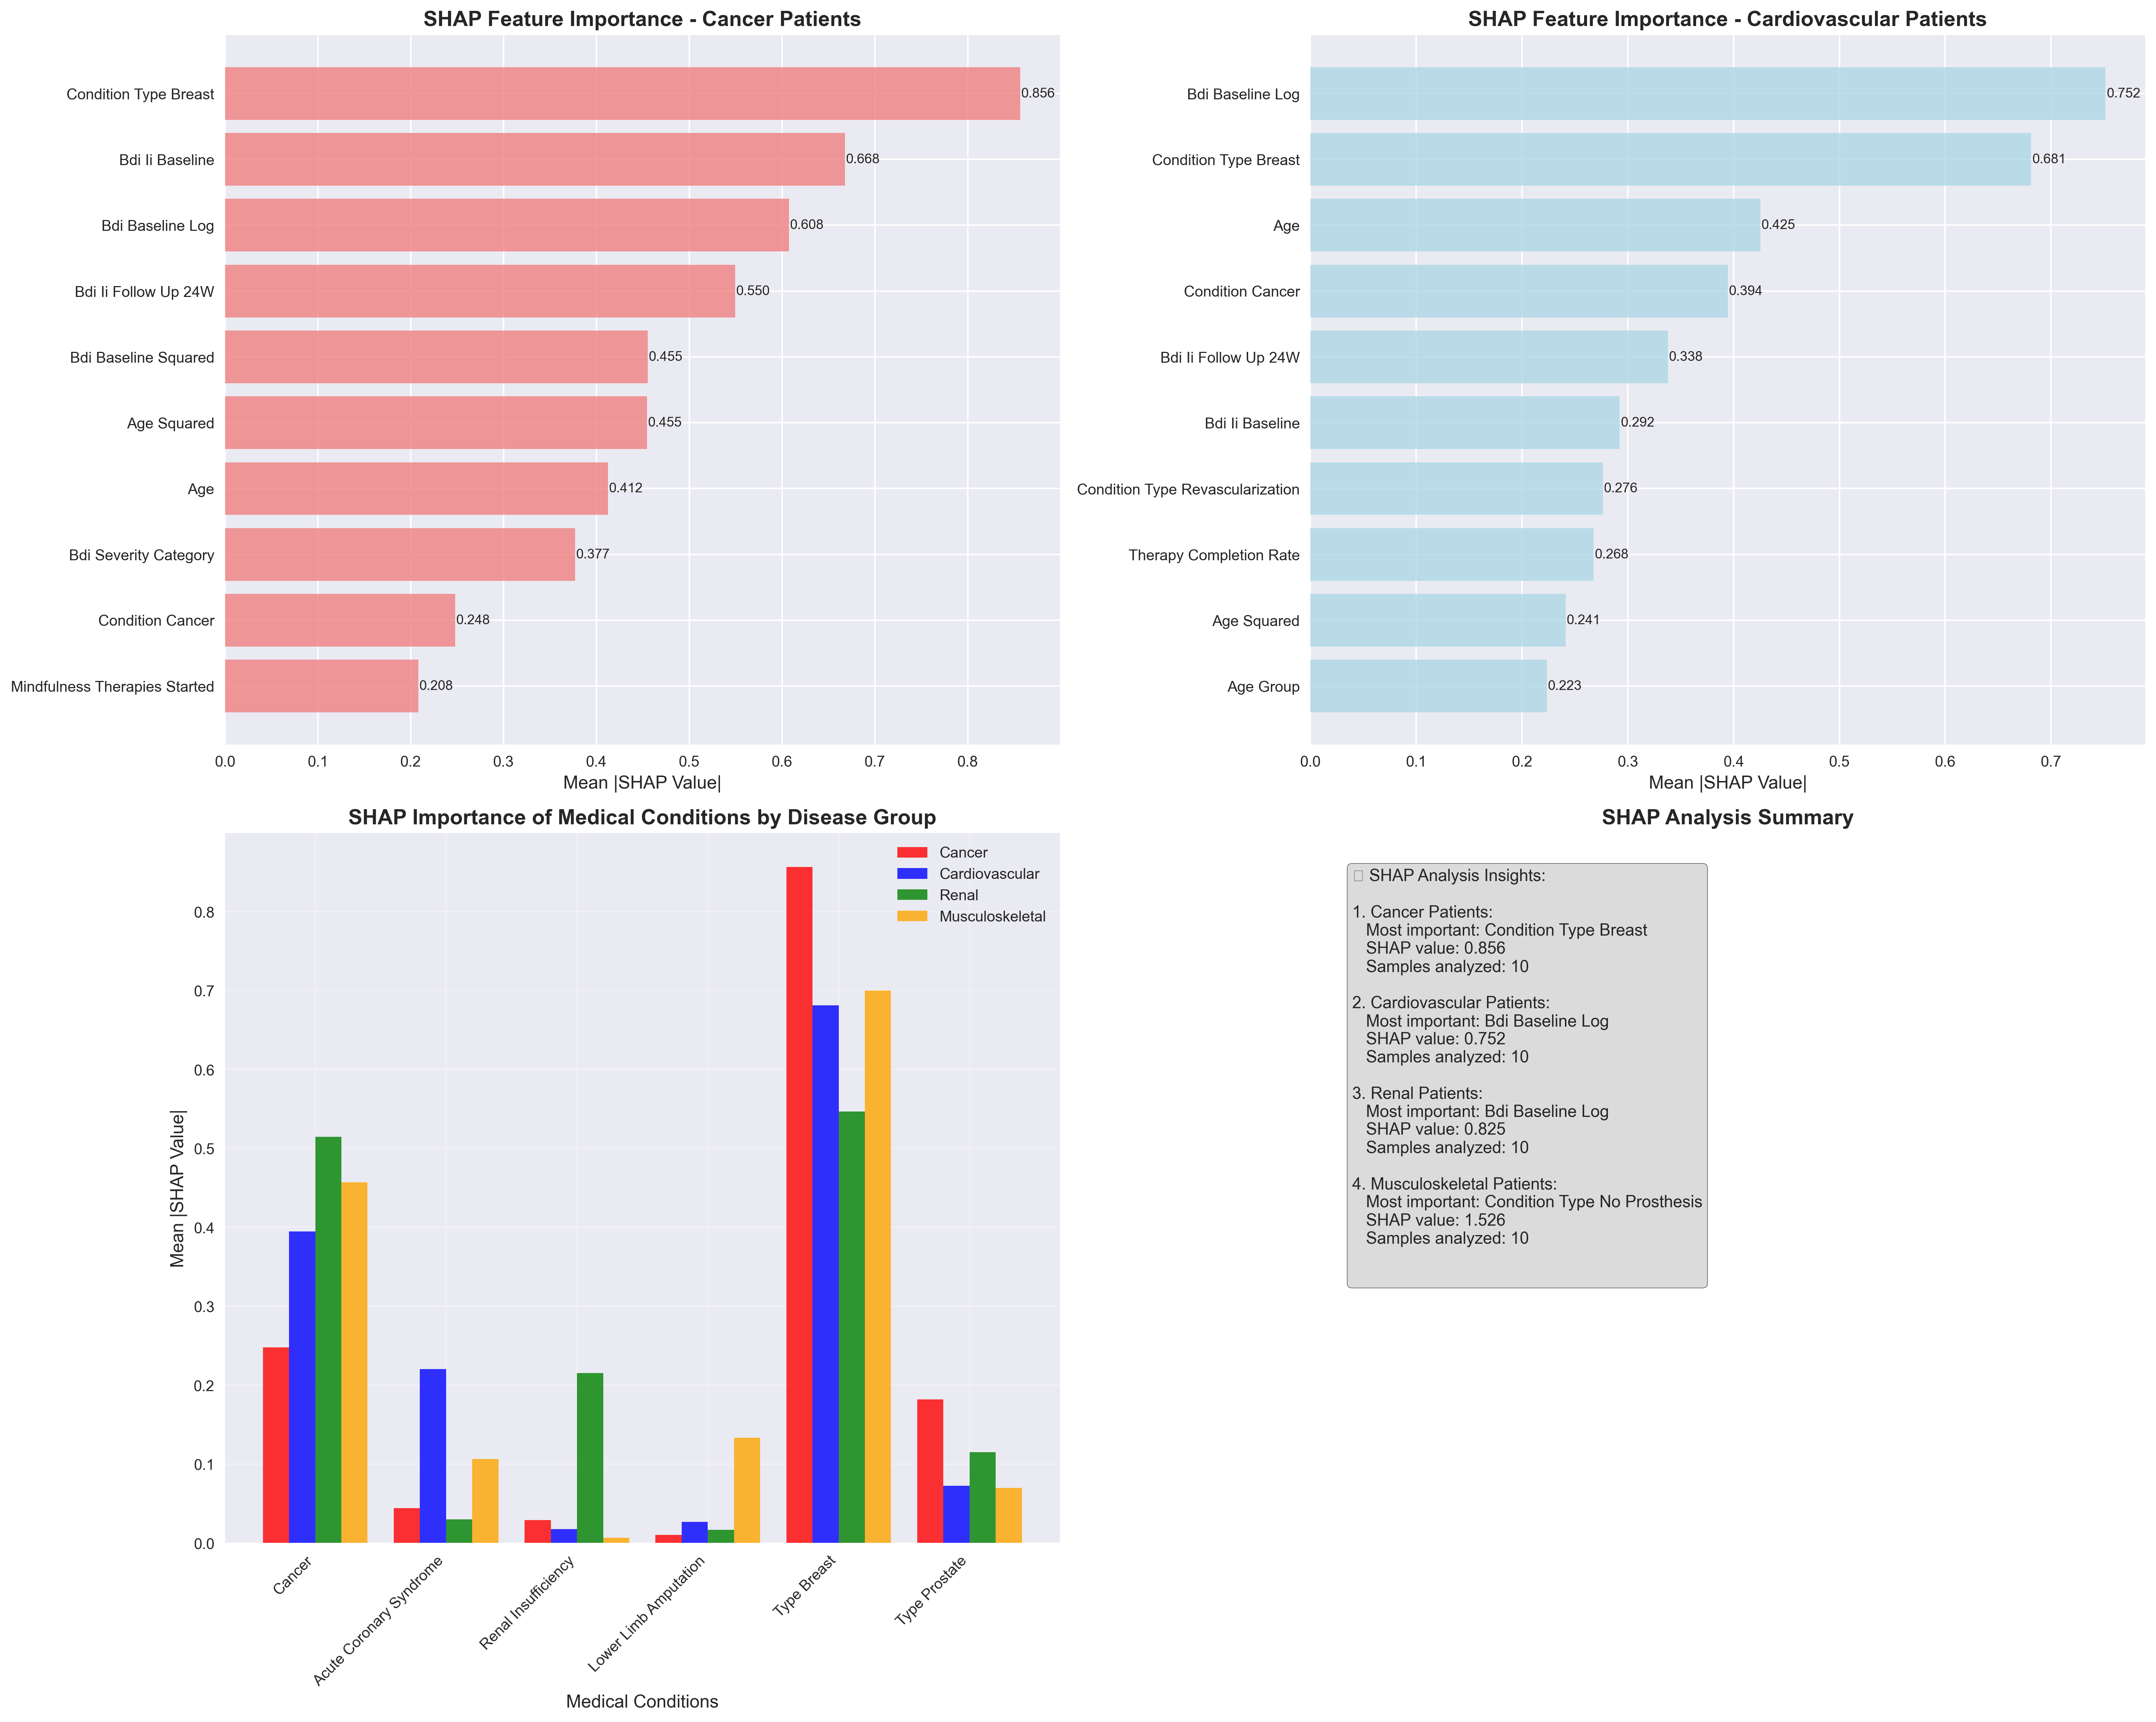 SHAP Feature Importance - Cancer Patients
Condition Type Breast
0.856
Bdi Ii Baseline
0.668
Bdi Baseline Log
0.608
Bdi Ii Follow Up 24W
0.550
Bdi Baseline Squared
0.455
Age Squared
0.455
Age
0.412
Bdi Severity Category
0.377
Condition Cancer
0.248
Mindfulness Therapies Started
0.208
0.0 0.1 0.2 0.3 0.4 0.5 0.6 0.7 0.8
Mean |SHAP Value|
SHAP Feature Importance - Cardiovascular Patients
Bdi Baseline Log
0.752
Condition Type Breast
0.681
Age
0.425
Condition Cancer
0.394
Bdi Ii Follow Up 24W
0.338
Bdi Ii Baseline
0.292
Condition Type Revascularization
0.276
Therapy Completion Rate
0.268
Age Squared
0.241
Age Group
0.223
0.0 0.1 0.2 0.3 0.4 0.5 0.6 0.7
Mean |SHAP Value|
SHAP Importance of Medical Conditions by Disease Group
Cancer
Cardiovascular
Renal
Musculoskeletal
0.8
0.7
0.6
0.5
0.4
0.3
0.2
0.1
0.0
Mean |SHAP Value|
Cancer
Acute Coronary Syndrome
Renal Insufficiency
Lower Limb Amputation
Type Breast
Type Prostate
Medical Conditions
SHAP Analysis Summary
SHAP Analysis Insights:
1. Cancer Patients:
Most important: Condition Type Breast
SHAP value: 0.856
Samples analyzed: 10
2. Cardiovascular Patients:
Most important: Bdi Baseline Log
SHAP value: 0.752
Samples analyzed: 10
3. Renal Patients:
Most important: Bdi Baseline Log
SHAP value: 0.825
Samples analyzed: 10
4. Musculoskeletal Patients:
Most important: Condition Type No Prosthesis
SHAP value: 1.526
Samples analyzed: 10